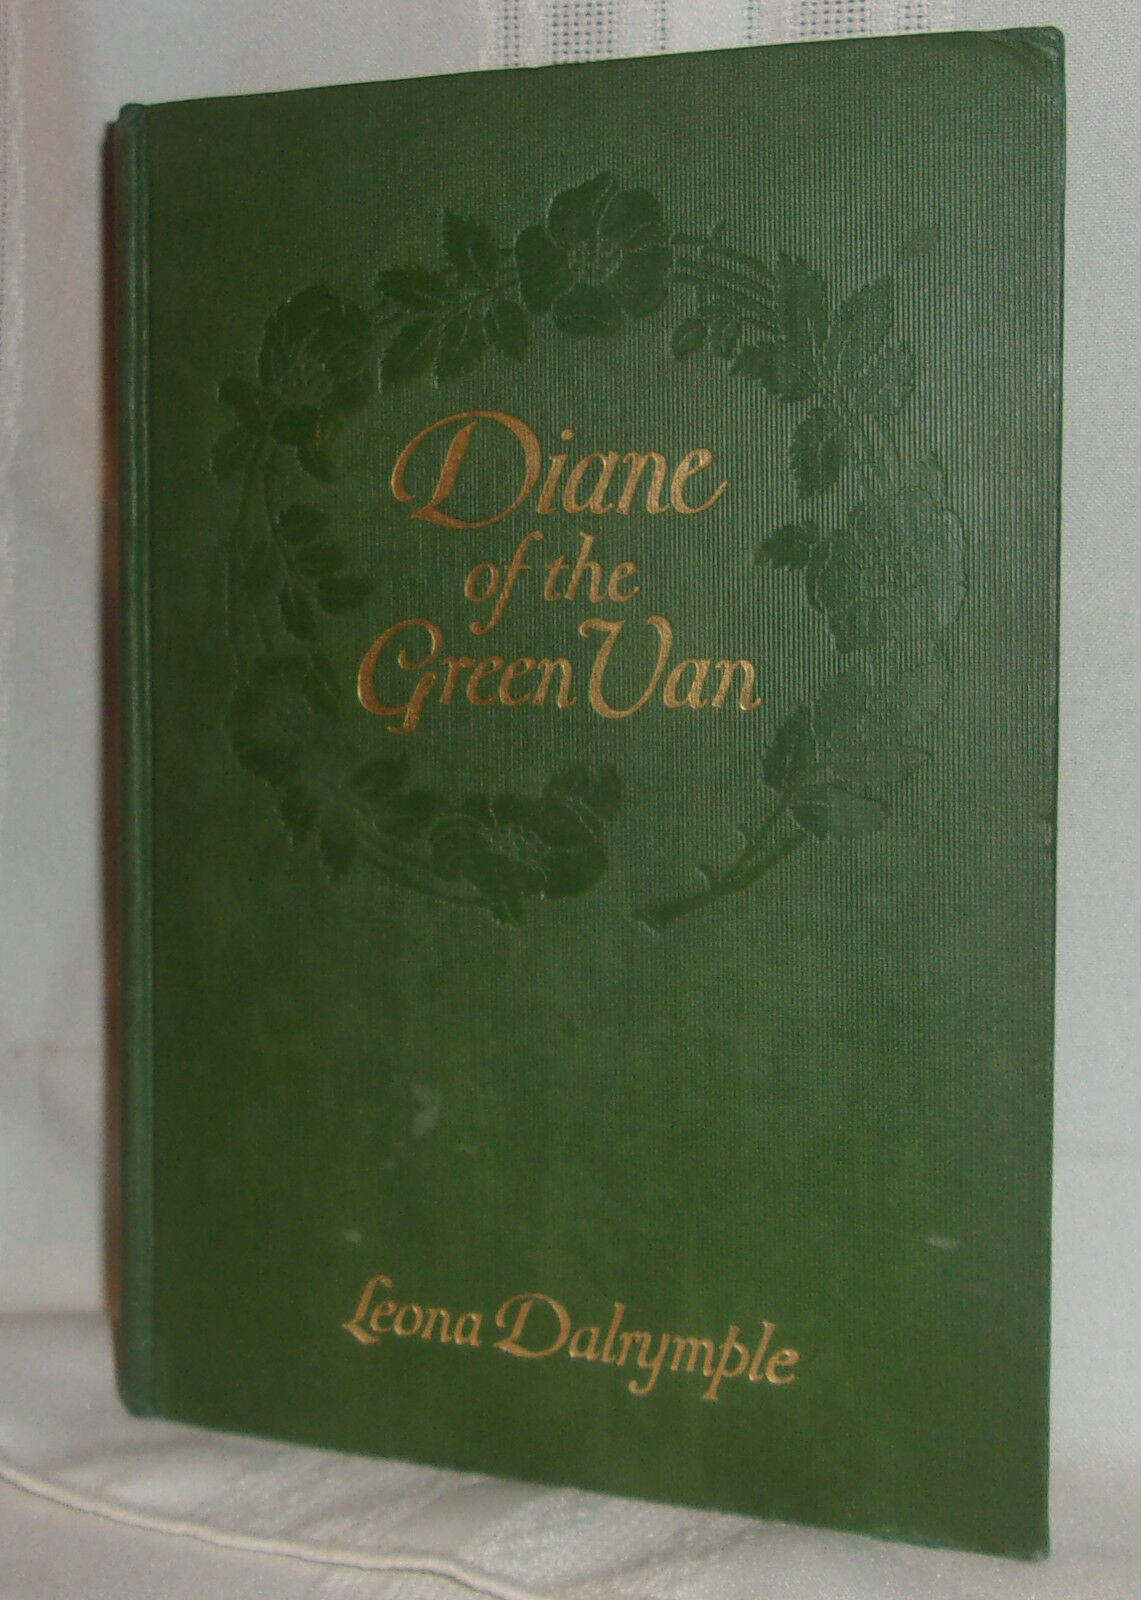 Diane
of the
Green Van
Leona Dalrymple